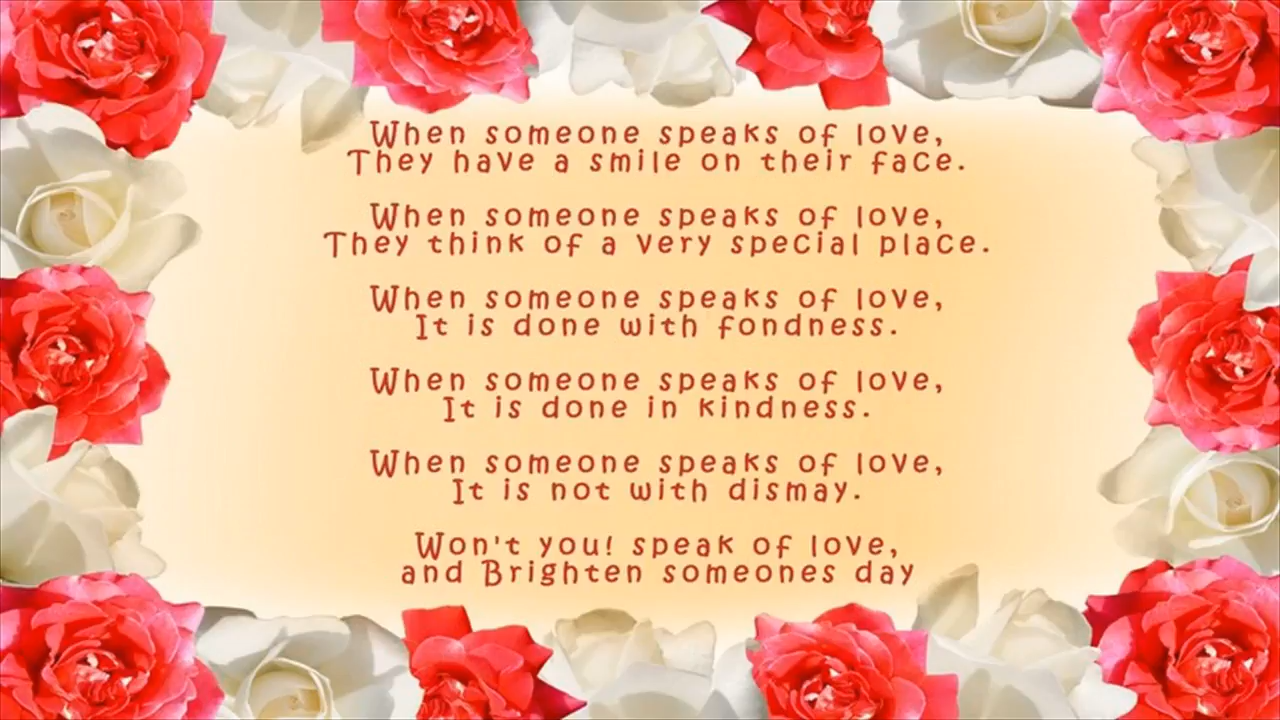 When someone speaks of love,
They have a smile on their face.
When someone speaks of love,
They think of a very special place.
When someone speaks of love,
It is done with fondness.
When someone speaks of love,
It is done in kindness.
When someone speaks of love,
It is not with dismay.
Won't you! speak of love,
and Brighten someones day